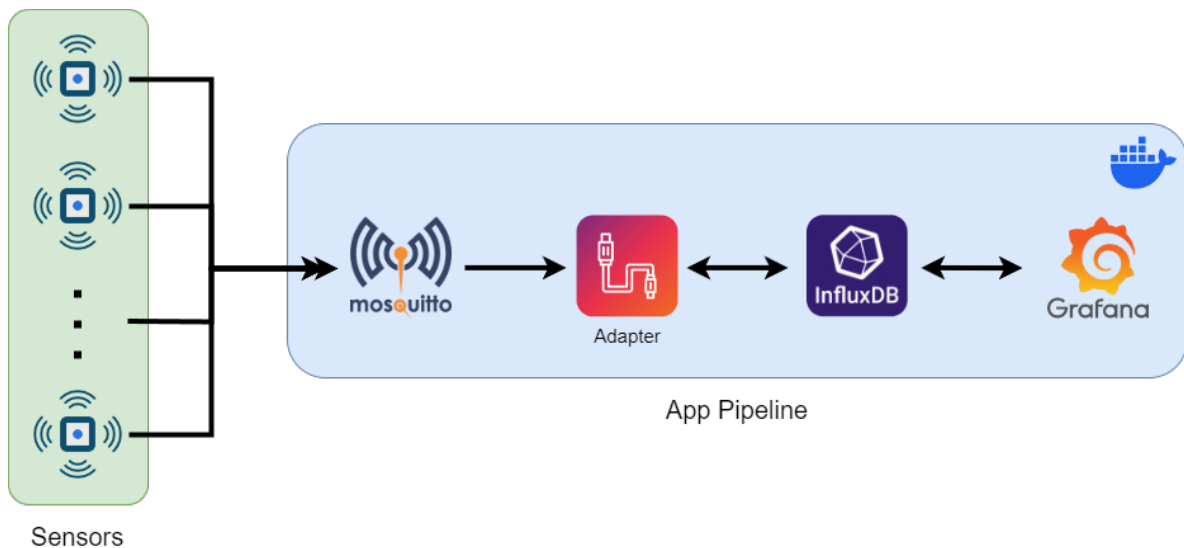 mosquitto
Adapter
InfluxDB
Grafana
App Pipeline
Sensors